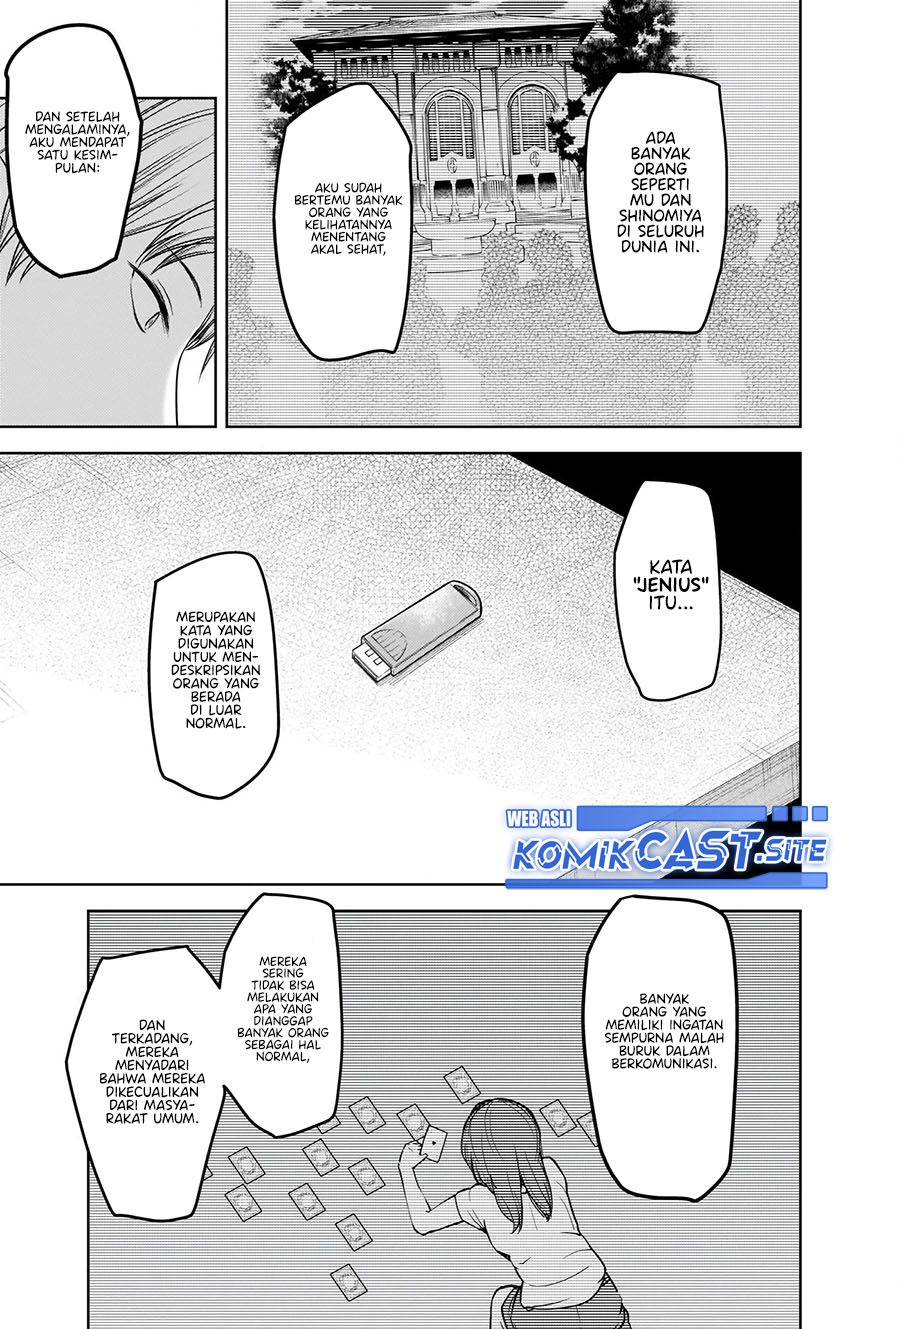 ADA
BANYAK
ORANG
SEPERTI
MU DAN
SHINOMIYA
DI SELURUH
DUNIA INI.
AKU SUDAH
BERTEMU BANYAK
ORANG YANG
KELIHATANNYA
MENENTANG
AKAL SEHAT,
DAN SETELAH
MENGALAMINYA,
AKU MENDAPAT
SATU KESIM-
PULAN:
KATA
"JENIUS"
ITU...
MERUPAKAN
KATA YANG
DIGUNAKAN
UNTUK MEN-
DESKRIPSIKAN
ORANG YANG
BERADA
DI LUAR
NORMAL.
WEB ASLI
KOMIKCAST.SITE
BANYAK
ORANG YANG
MEMILIKI INGATAN
SEMPURNA MALAH
BURUK DALAM
BERKOMUNIKASI.
MEREKA
SERING
TIDAK BISA
MELAKUKAN
APA YANG
DIANGGAP
BANYAK ORANG
SEBAGAI HAL
NORMAL,
DAN
TERKADANG,
MEREKA
MENYADARI
BAHWA MEREKA
DIKECUALIKAN
DARI MASYA-
RAKAT UMUM.